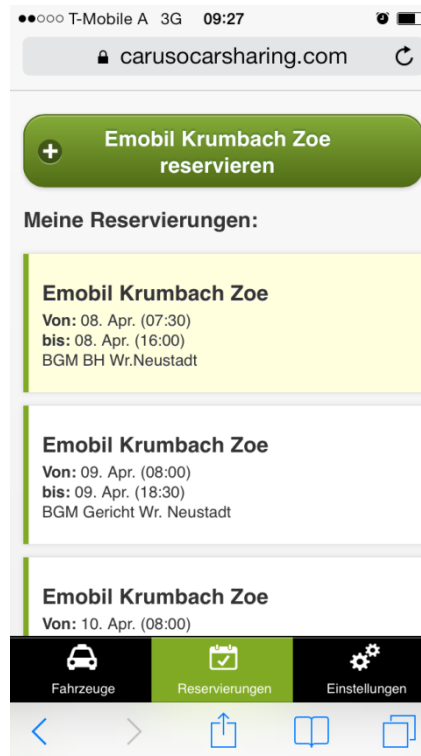 T-Mobile A 3G 09:27
carusocarsharing.com
Emobil Krumbach Zoe
reservieren
Meine Reservierungen:
Emobil Krumbach Zoe
Von: 08. Apr. (07:30)
bis: 08. Apr. (16:00)
BGM BH Wr.Neustadt
Emobil Krumbach Zoe
Von: 09. Apr. (08:00)
bis: 09. Apr. (18:30)
BGM Gericht Wr. Neustadt
Emobil Krumbach Zoe
Von: 10. Apr. (08:00)
Fahrzeuge Reservierungen Einstellungen